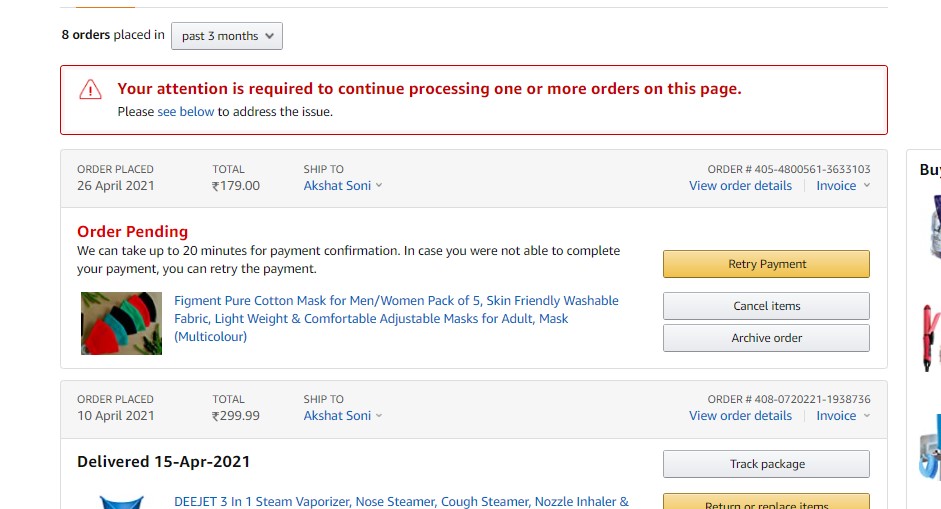 8 orders placed in past 3 months
Your attention is required to continue processing one or more orders on this page.
Please see below to address the issue.
ORDER PLACED
26 April 2021
TOTAL
₹179.00
SHIP TO
Akshat Soni
ORDER # 405-4800561-3633103
View order details
Invoice
Order Pending
We can take up to 20 minutes for payment confirmation. In case you were not able to complete
your payment, you can retry the payment.
Figment Pure Cotton Mask for Men/Women Pack of 5, Skin Friendly Washable
Fabric, Light Weight & Comfortable Adjustable Masks for Adult, Mask
(Multicolour)
Retry Payment
Cancel items
Archive order
ORDER PLACED
10 April 2021
TOTAL
₹299.99
SHIP TO
Akshat Soni
ORDER # 408-0720221-1938736
View order details
Invoice
Delivered 15-Apr-2021
DEEJET 3 In 1 Steam Vaporizer, Nose Steamer, Cough Steamer, Nozzle Inhaler &
Track package
Return or replace items